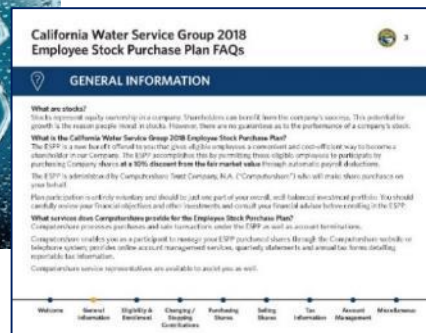 California Water Service Group 2018
Employee Stock Purchase Plan FAQs
3
GENERAL INFORMATION
What are stocks?
Stocks represent equity ownership in a company. Shareholders can benefit from the company's success. This potential for
growth is the reason people invest in stocks. However, there are no guarantees as to the performance of a company's stock.
What is the California Water Service Group 2018 Employee Stock Purchase Plan?
The ESPP is a new benefit offered to you that gives eligible employees a convenient and cost-efficient way to become a
shareholder in our Company. The ESPP accomplishes this by permitting these eligible employees to participate by
purchasing Company shares at a 10% discount from the fair market value through automatic payroll deductions.
The ESPP is administered by Computershare Trust Company, N.A. ("Computershare") who will make share purchases on
your behalf.
Plan participation is entirely voluntary and should be just one part of your overall, well-balanced investment portfolio. You should
carefully review your financial objectives and other investments and consult your financial advisor before enrolling in the ESPP.
What services does Computershare provide for the Employee Stock Purchase Plan?
Computershare processes purchases and sale transactions under the ESPP as well as account terminations.
Computershare enables you as a participant to manage your ESPP purchased shares through the Computershare website or
telephone system; provides online account management services, quarterly statements and annual tax forms detailing
reportable tax information.
Computershare service representatives are available to assist you as well.
Welcome
General Information
Eligibility & Enrollment
Changing / Stopping Contributions
Purchasing Shares
Selling Shares
Tax Information
Account Management
Miscellaneous